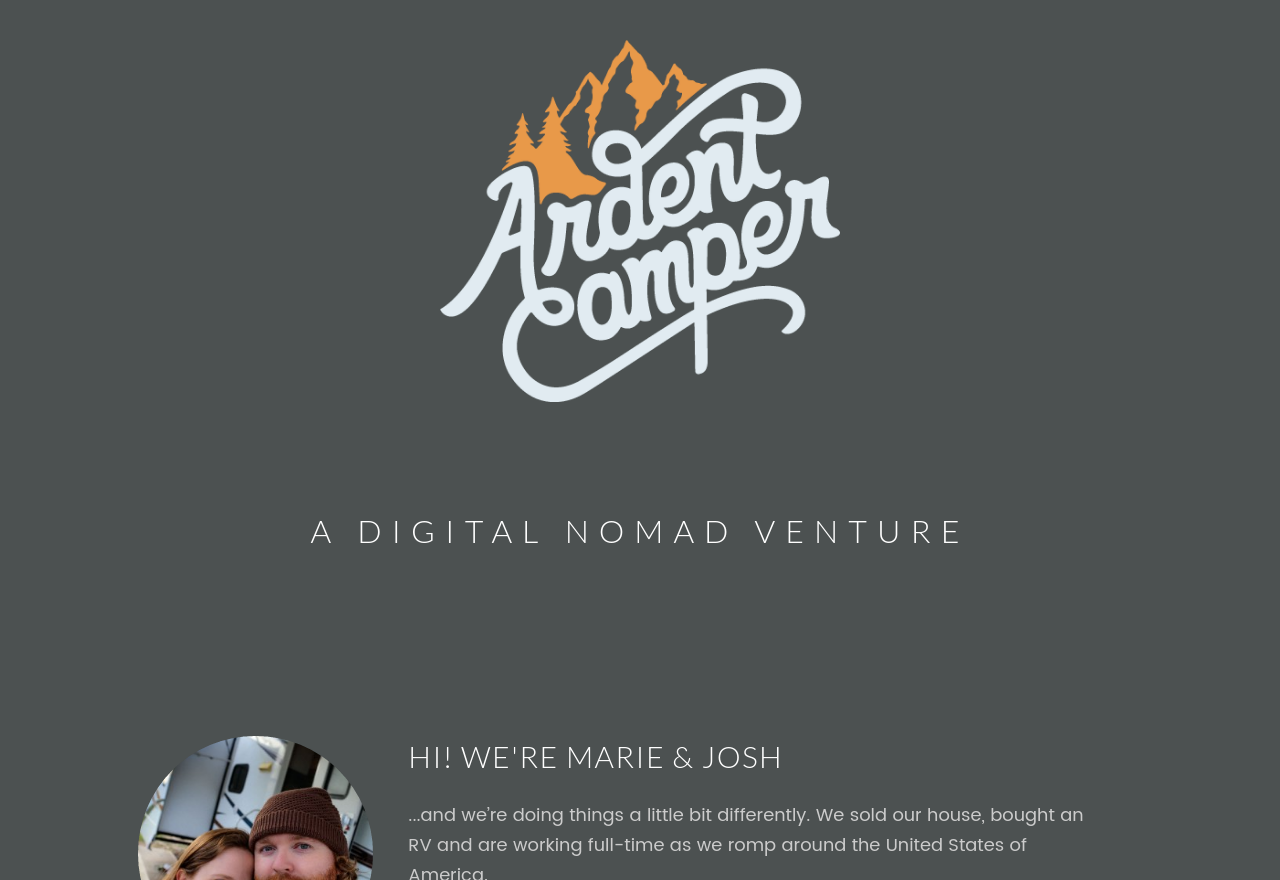 Ardent
Camper
A DIGITAL NOMAD VENTURE
HI! WE'RE MARIE & JOSH
...and we’re doing things a little bit differently. We sold our house, bought an
RV and are working full-time as we romp around the United States of
America.